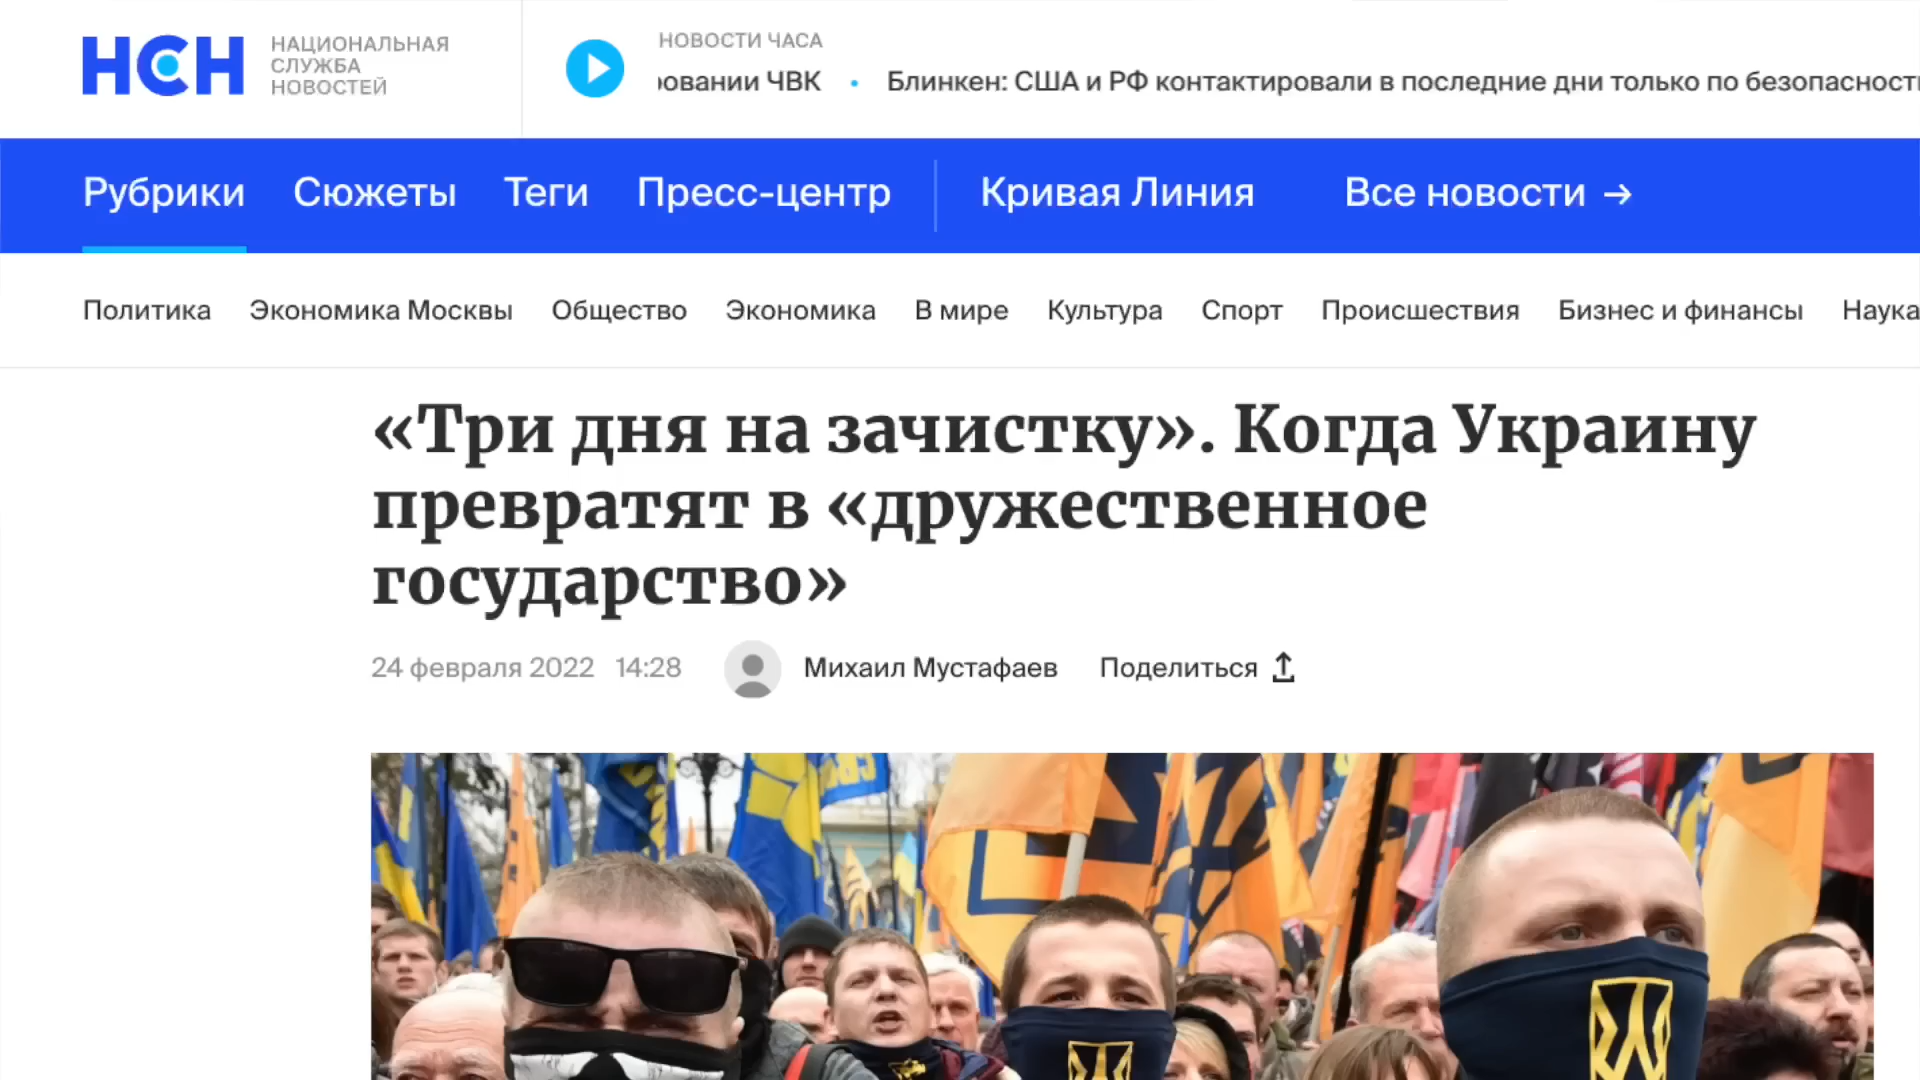 НСН
НАЦИОНАЛЬНАЯ
СЛУЖБА
НОВОСТЕЙ
НОВОСТИ ЧАСА
ЧВК • Блинкен: США и РФ контактировали в последние дни только по
Рубрики Сюжеты Теги Пресс-центр Кривая Линия Все новости →
Политика Экономика Москвы Общество Экономика В мире Культура Спорт Происшествия Бизнес и финансы Наука
«Три дня на зачистку». Когда Украину
превратят в «дружественное
государство»
24 февраля 2022 14:28 Михаил Мустафаев Поделиться